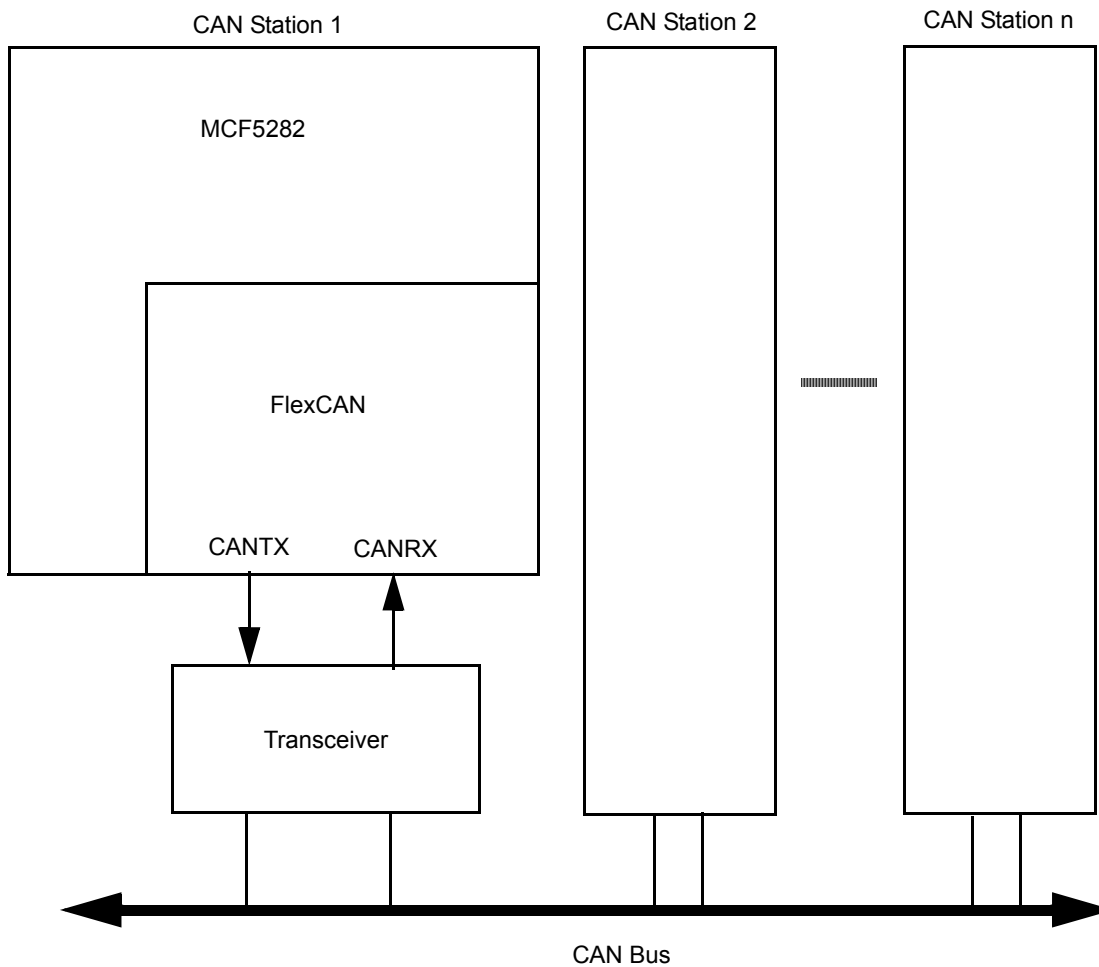 CAN Station 1
CAN Station 2
CAN Station n
MCF5282
FlexCAN
CANTX
CANRX
Transceiver
CAN Bus